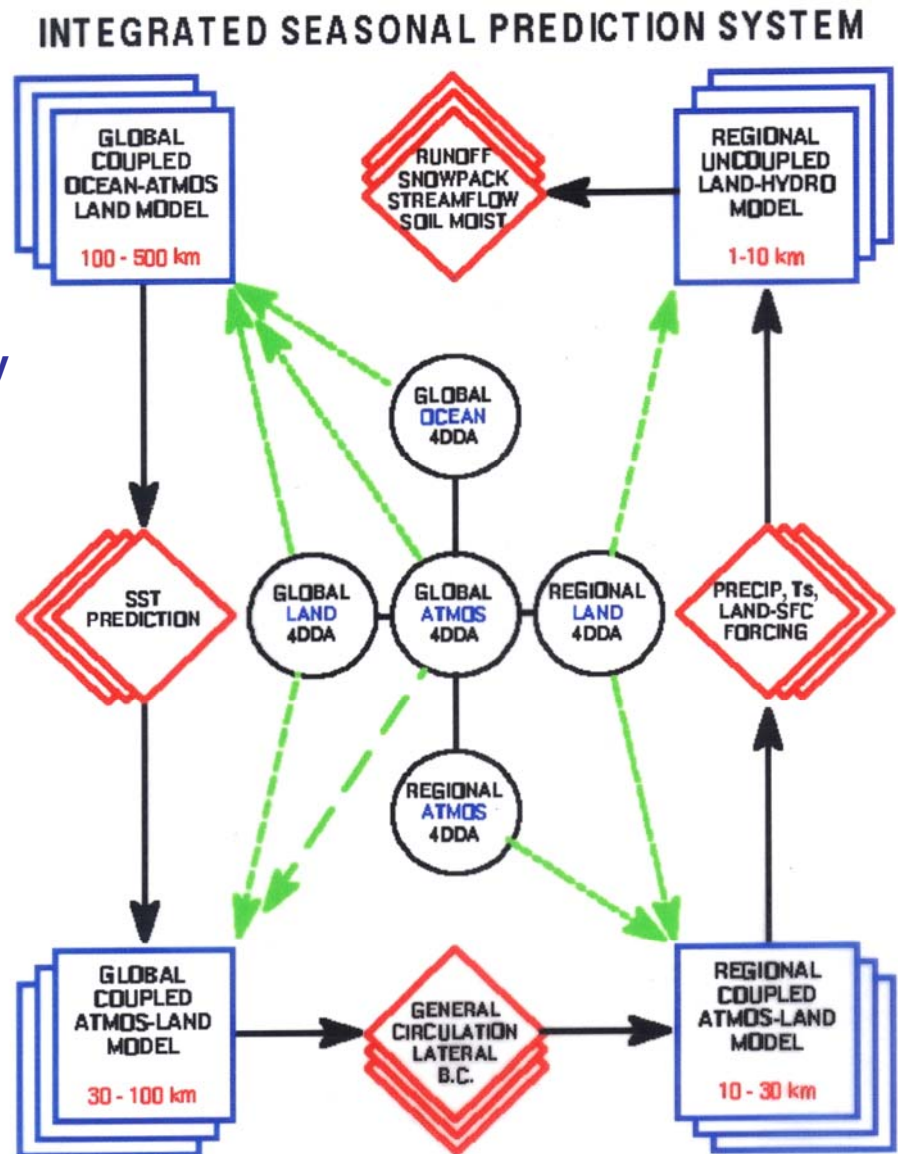 INTEGRATED SEASONAL PREDICTION SYSTEM
GLOBAL
COUPLED
OCEAN-ATMOS
LAND MODEL
100 - 500 km
RUNOFF
SNOWPACK
STREAMFLOW
SOIL MOIST
REGIONAL
UNCOUPLED
LAND-HYDRO
MODEL
1-10 km
y
GLOBAL
OCEAN
4DDA
SST
PREDICTION
GLOBAL
LAND
4DDA
GLOBAL
ATMOS
4DDA
REGIONAL
LAND
4DDA
PRECIP, Ts,
LAND-SFC
FORCING
REGIONAL
ATMOS
4DDA
GLOBAL
COUPLED
ATMOS-LAND
MODEL
30 - 100 km
GENERAL
CIRCULATION
LATERAL
B.C.
REGIONAL
COUPLED
ATMOS-LAND
MODEL
10 - 30 km